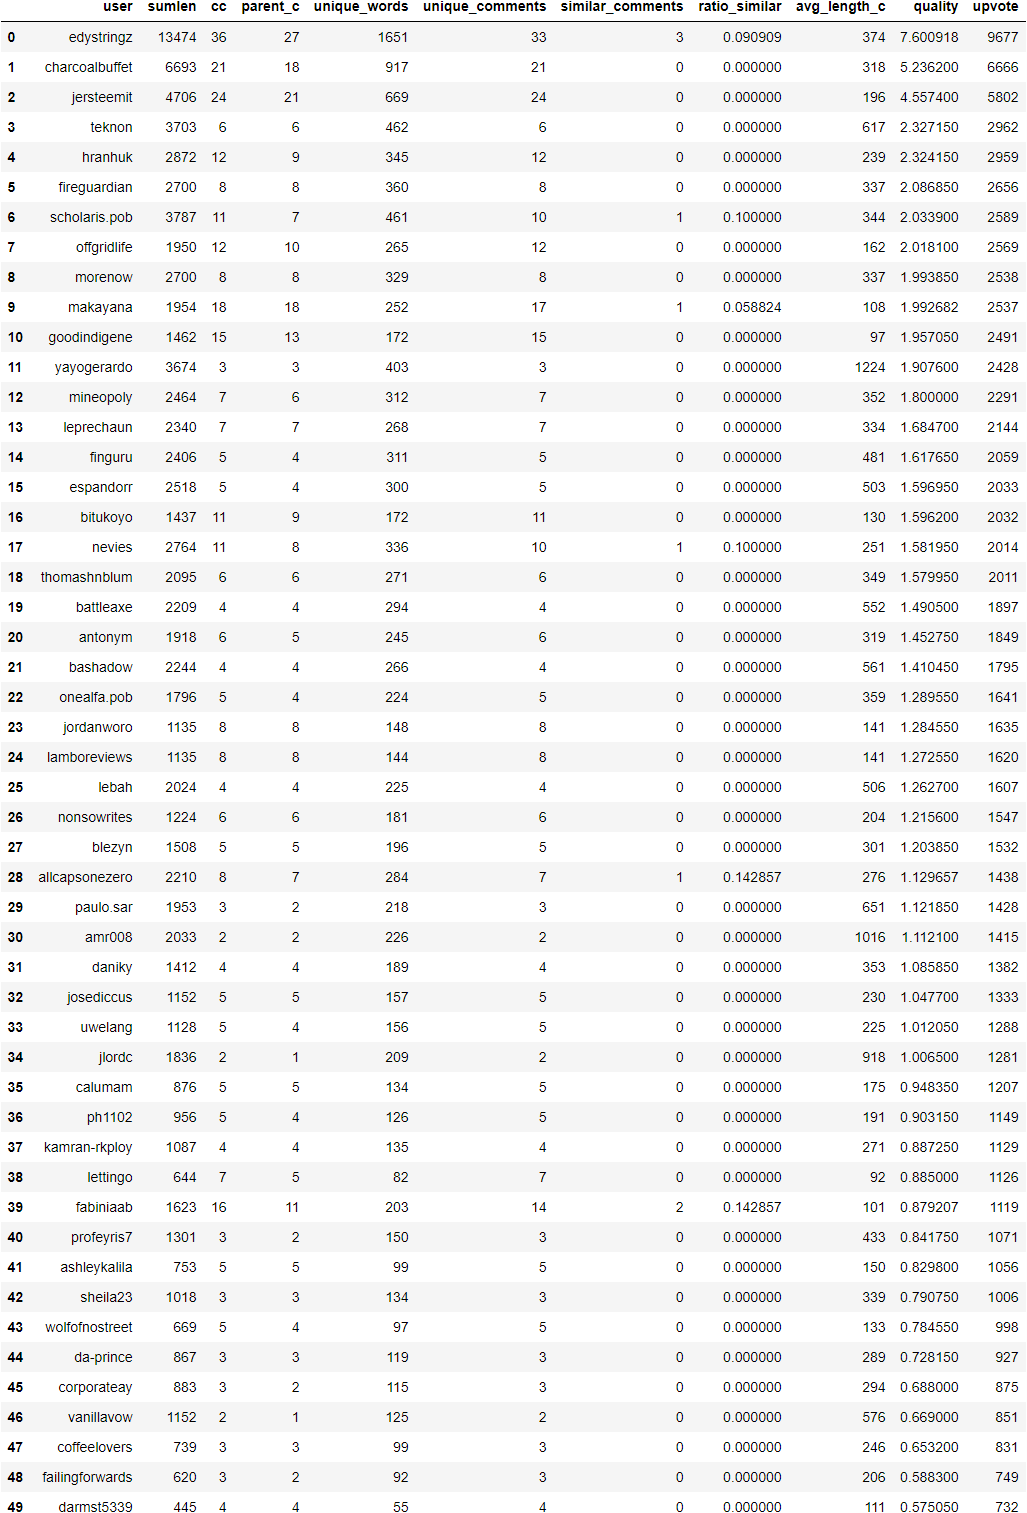 user sumlen cc parent_c unique_words unique_comments similar_comments ratio_similar avg_length_c quality upvote
0 edystringz 13474 36 27 1651 33 3 0.090909 374 7.600918 9677
1 charcoalbuffet 6693 21 18 917 21 0 0.000000 318 5.236200 6666
2 jersteemit 4706 24 21 669 24 0 0.000000 196 4.557400 5802
3 teknon 3703 6 6 462 6 0 0.000000 617 2.327150 2962
4 hranhuk 2872 12 9 345 12 0 0.000000 239 2.324150 2959
5 fireguardian 2700 8 8 360 8 0 0.000000 337 2.086850 2656
6 scholaris.pob 3787 11 7 461 10 1 0.100000 344 2.033900 2589
7 offgridlife 1950 12 10 265 12 0 0.000000 162 2.018100 2569
8 morenow 2700 8 8 329 8 0 0.000000 337 1.993850 2538
9 makayana 1954 18 18 252 17 1 0.058824 108 1.992682 2537
10 goodindigene 1462 15 13 172 15 0 0.000000 97 1.957050 2491
11 yayogerardo 3674 3 3 403 3 0 0.000000 1224 1.907600 2428
12 mineopoly 2464 7 6 312 7 0 0.000000 352 1.800000 2291
13 leprechaun 2340 7 7 268 7 0 0.000000 334 1.684700 2144
14 finguru 2406 5 4 311 5 0 0.000000 481 1.617650 2059
15 espandorr 2518 5 4 300 5 0 0.000000 503 1.596950 2033
16 bitukoyo 1437 11 9 172 11 0 0.000000 130 1.596200 2032
17 nevies 2764 11 8 336 10 1 0.100000 251 1.581950 2014
18 thomashnblum 2095 6 6 271 6 0 0.000000 349 1.579950 2011
19 battleaxe 2209 4 4 294 4 0 0.000000 552 1.490500 1897
20 antonym 1918 6 5 245 6 0 0.000000 319 1.452750 1849
21 bashadow 2244 4 4 266 4 0 0.000000 561 1.410450 1795
22 onealfa.pob 1796 5 4 224 5 0 0.000000 359 1.289550 1641
23 jordanworo 1135 8 8 148 8 0 0.000000 141 1.284550 1635
24 lamboreviews 1135 8 8 144 8 0 0.000000 141 1.272550 1620
25 lebah 2024 4 4 225 4 0 0.000000 506 1.262700 1607
26 nonsowrites 1224 6 6 181 6 0 0.000000 204 1.215600 1547
27 blezyn 1508 5 5 196 5 0 0.000000 301 1.203850 1532
28 allcapsonezero 2210 8 7 284 7 1 0.142857 276 1.129657 1438
29 paulo.sar 1953 3 2 218 3 0 0.000000 651 1.121850 1428
30 amr008 2033 2 2 226 2 0 0.000000 1016 1.112100 1415
31 daniky 1412 4 4 189 4 0 0.000000 353 1.085850 1382
32 josediccus 1152 5 5 157 5 0 0.000000 230 1.047700 1333
33 uwelang 1128 5 4 156 5 0 0.000000 225 1.012050 1288
34 jlordc 1836 2 1 209 2 0 0.000000 918 1.006500 1281
35 calumam 876 5 5 134 5 0 0.000000 175 0.948350 1207
36 ph1102 956 5 4 126 5 0 0.000000 191 0.903150 1149
37 kamran-rkploy 1087 4 4 135 4 0 0.000000 271 0.887250 1129
38 lettingo 644 7 5 82 7 0 0.000000 92 0.885000 1126
39 fabiniaab 1623 16 11 203 14 2 0.142857 101 0.879207 1119
40 profeyris7 1301 3 2 150 3 0 0.000000 433 0.841750 1071
41 ashleykalila 753 5 5 99 5 0 0.000000 150 0.829800 1056
42 sheila23 1018 3 3 134 3 0 0.000000 339 0.790750 1006
43 wolfofnostreet 669 5 4 97 5 0 0.000000 133 0.784550 998
44 da-prince 867 3 3 119 3 0 0.000000 289 0.728150 927
45 corporateay 883 3 2 115 3 0 0.000000 294 0.688000 875
46 vanillavow 1152 2 1 125 2 0 0.000000 576 0.669000 851
47 coffeelovers 739 3 3 99 3 0 0.000000 246 0.653200 831
48 failingforwards 620 3 2 92 3 0 0.000000 206 0.588300 749
49 darmst5339 445 4 4 55 4 0 0.000000 111 0.575050 732